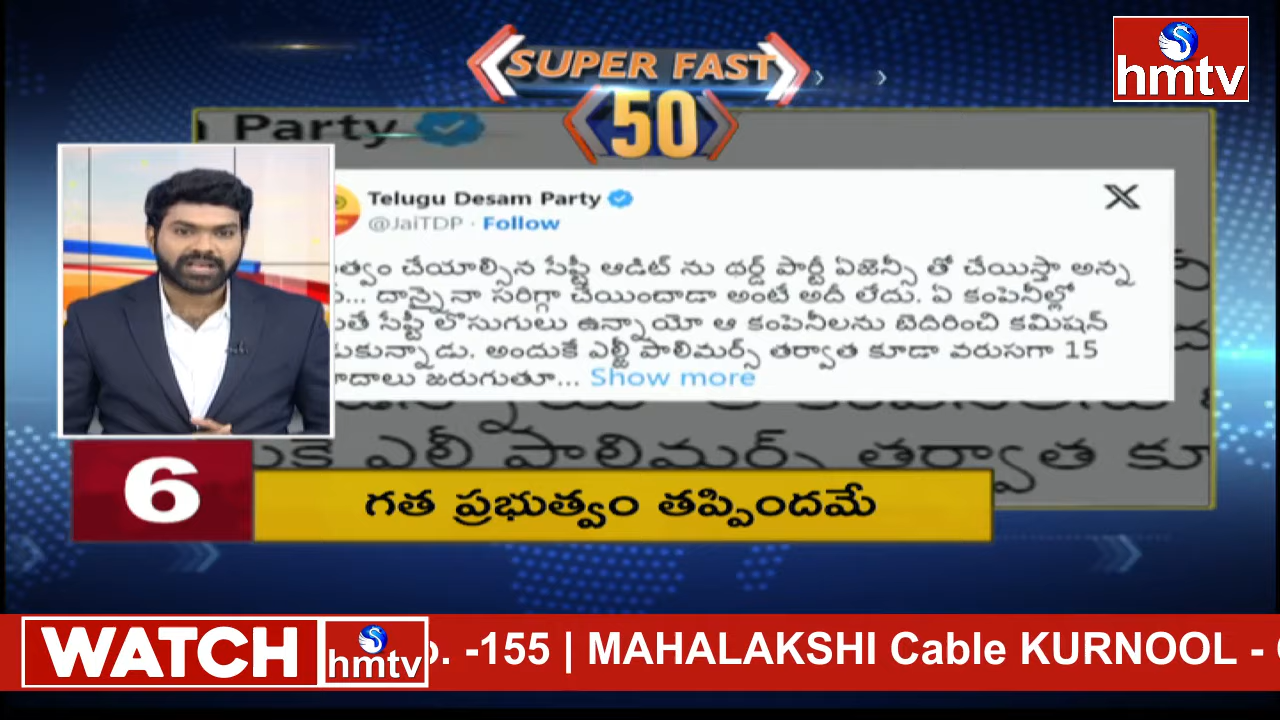 SUPER FAST
50
hmtv
Party
Telugu Desam Party
@JaiTDP · Follow
చేయాల్సిన సేఫ్టీ ఆడిట్ ను థర్డ్ పార్టీ ఏజెన్సీ తో చేయిస్తా అన్న
దాన్నైనా సరిగ్గా చేయించాడా అంటే అదీ లేదు. ఏ కంపెనీల్లో
సేఫ్టీ లొసుగులు ఉన్నాయో ఆ కంపెనీలను బెదిరించి కమిషన్
అందుకే ఎల్జీ పాలిమర్స్ తర్వాత కూడా వరుసగా 15
జరుగుతూ... Show more
ఎల్జీ పాలిమర్స్ తర్వాత
6
గత ప్రభుత్వం తప్పిందమే
WATCH hmtv -155 | MAHALAKSHI Cable KURNOOL -